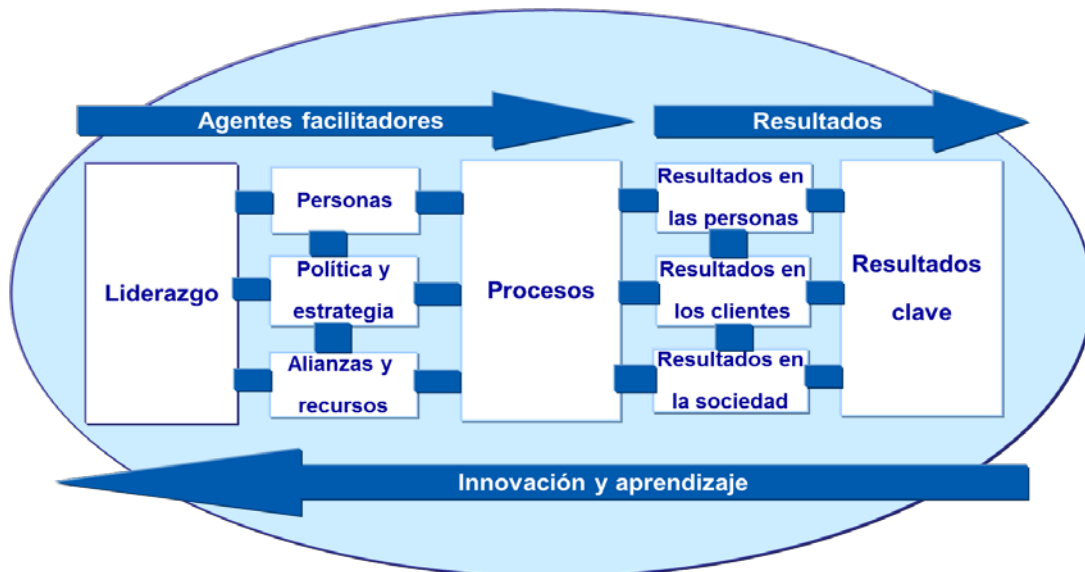 Agentes facilitadores
Resultados
Liderazgo
Personas
Política y
estrategia
Alianzas y
recursos
Procesos
Resultados en
las personas
Resultados en
los clientes
Resultados en
la sociedad
Resultados
clave
Innovación y aprendizaje